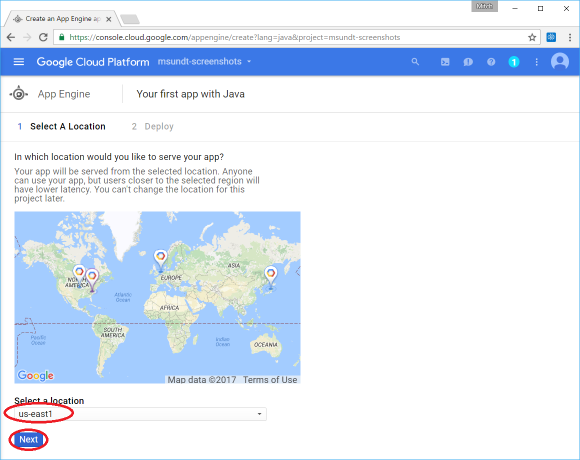 Mitch
Create an App Engine ap
https://console.cloud.google.com/appengine/create?lang=java&project=msundt-screenshots
Google Cloud Platform msundt-screenshots
1
App Engine Your first app with Java
1 Select A Location 2 Deploy
In which location would you like to serve your app?
Your app will be served from the selected location. Anyone
can use your app, but users closer to the selected region will
have lower latency. You can't change the location for this
project later.
NORTH
AMERICA
EUROPE
ASIA
Atlantic
Ocean
AFRICA
SOUTH
AMERICA
Pacific
Ocean
Indian
Ocean
OCEANIA
Google
Map data ©2017 Terms of Use
Select a location
us-east1
Next